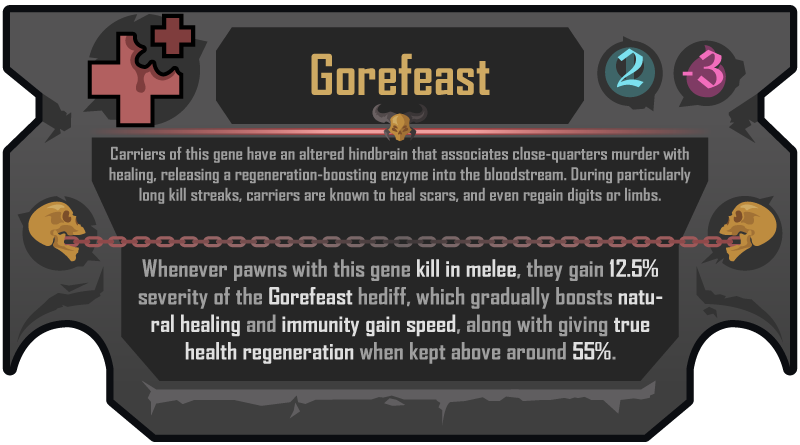 Gorefeast
2
-3
Carriers of this gene have an altered hindbrain that associates close-quarters murder with
healing, releasing a regeneration-boosting enzyme into the bloodstream. During particularly
long kill streaks, carriers are known to heal scars, and even regain digits or limbs.
Whenever pawns with this gene kill in melee, they gain 12.5%
severity of the Gorefeast hediff, which gradually boosts natu-
ral healing and immunity gain speed, along with giving true
health regeneration when kept above around 55%.